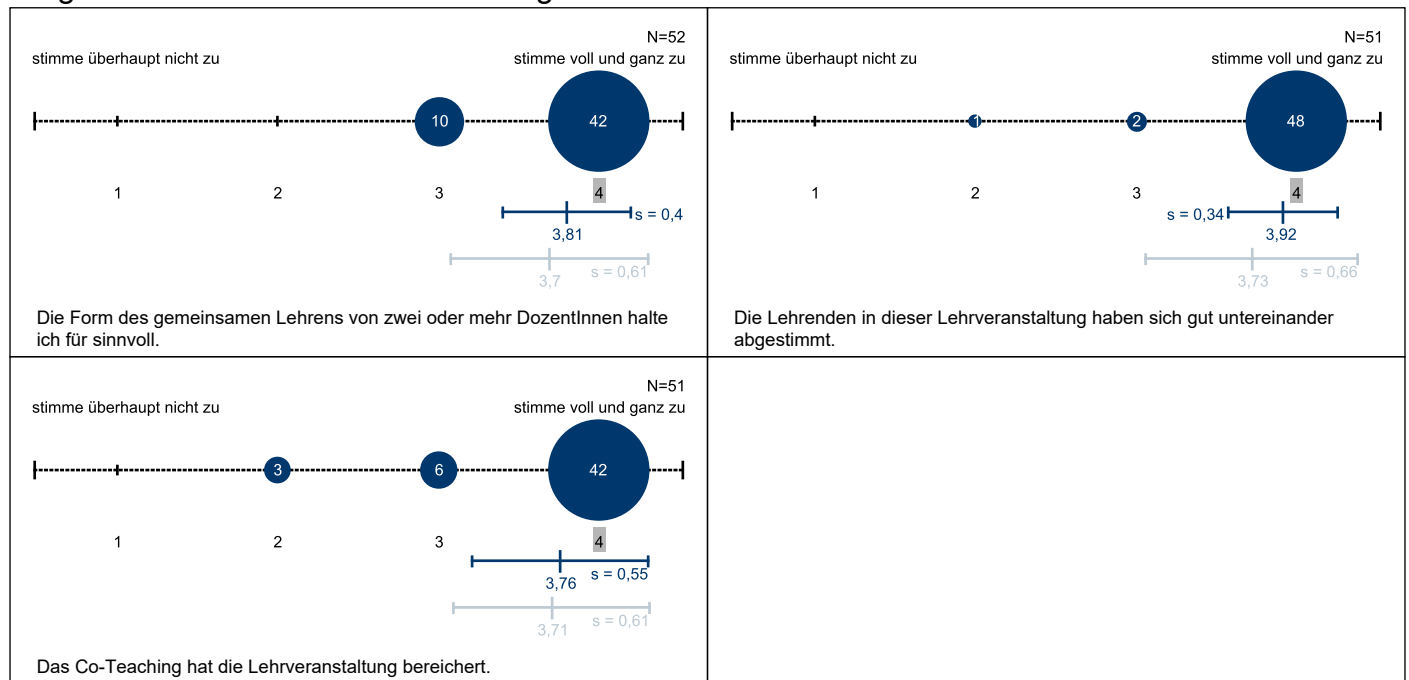 N=52
stimme überhaupt nicht zu stimme voll und ganz zu
10 42
1 2 3 4
s = 0,4
3,81
s = 0,61
3,7
Die Form des gemeinsamen Lehrens von zwei oder mehr DozentInnen halte
ich für sinnvoll.
N=51
stimme überhaupt nicht zu stimme voll und ganz zu
1 2 48
1 2 3 4
s = 0,34
3,92
s = 0,66
3,73
Die Lehrenden in dieser Lehrveranstaltung haben sich gut untereinander
abgestimmt.
N=51
stimme überhaupt nicht zu stimme voll und ganz zu
3 6 42
1 2 3 4
s = 0,55
3,76
s = 0,61
3,71
Das Co-Teaching hat die Lehrveranstaltung bereichert.